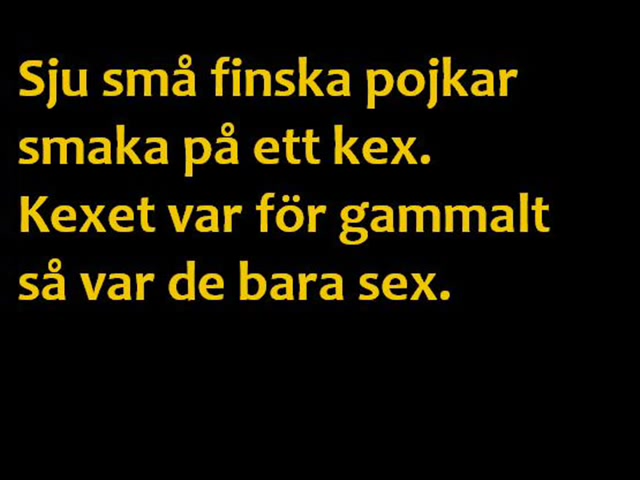 Sju små finska pojkar
smaka på ett kex.
Kexet var för gammalt
så var de bara sex.